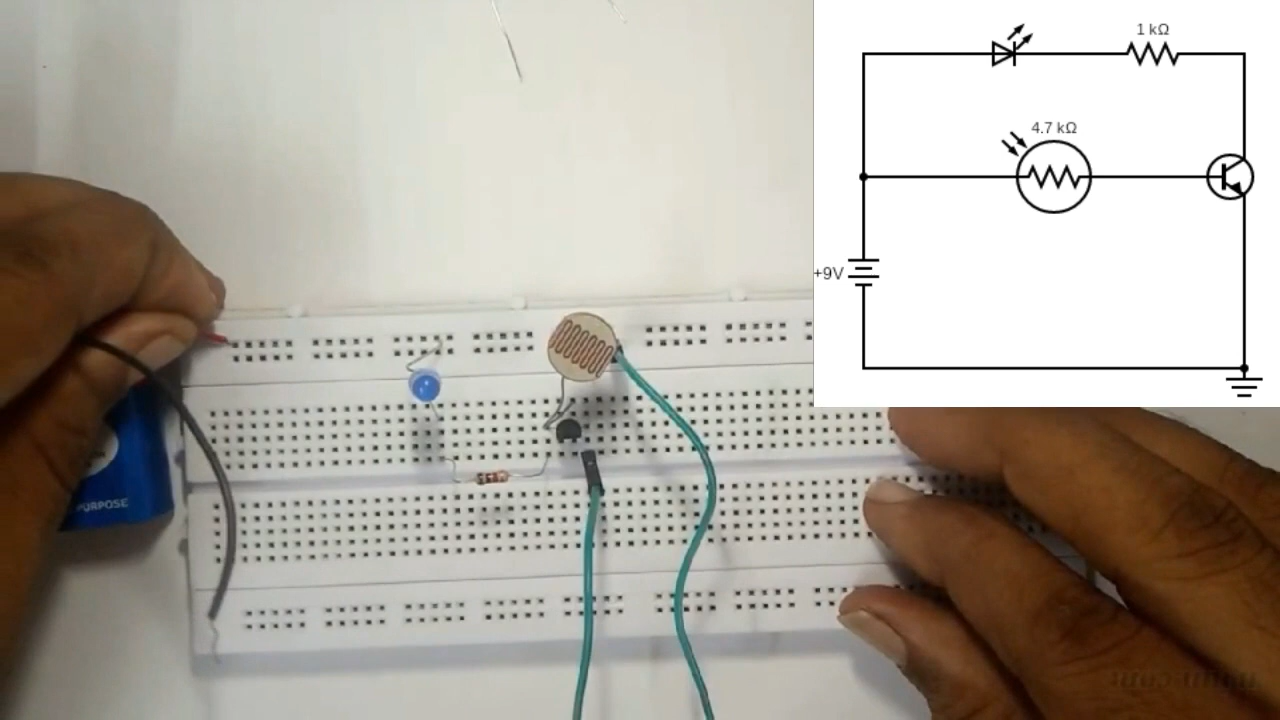 1 kΩ
4.7 kΩ
+9V
PURPOSE